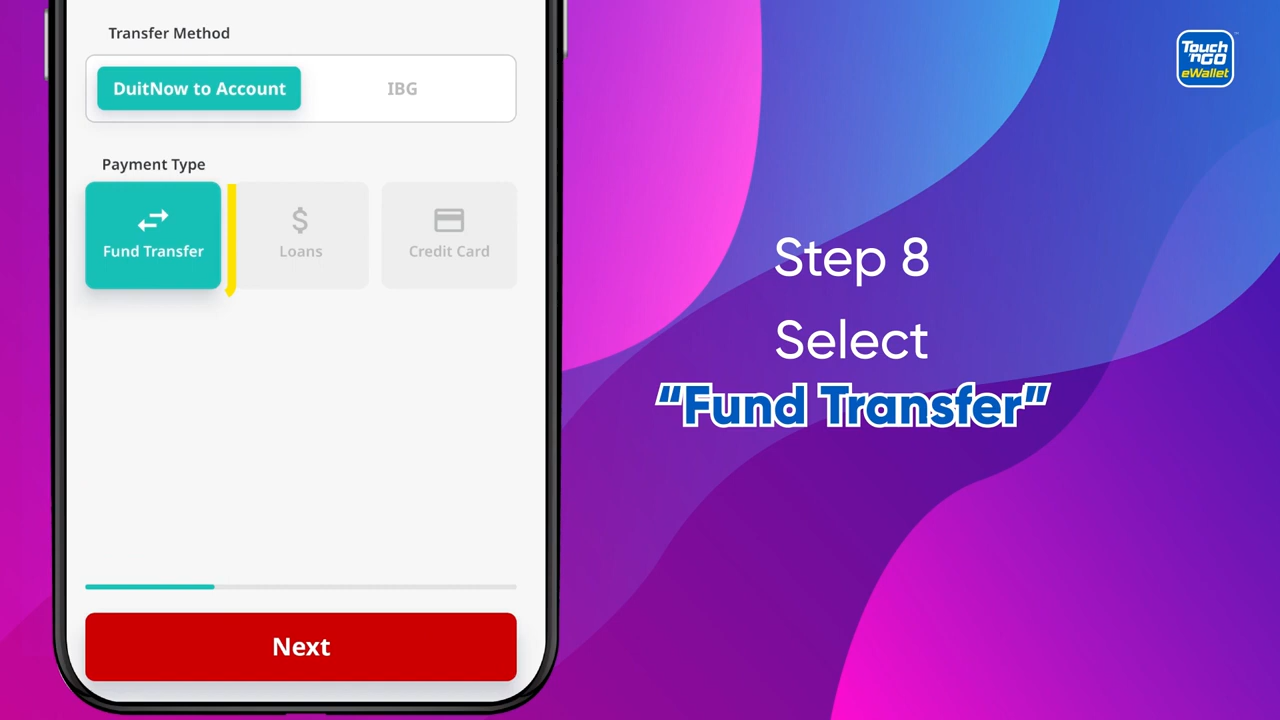 Transfer Method
DuitNow to Account
IBG
Payment Type
Fund Transfer
Loans
Credit Card
Next
Touch
'nGO
eWallet
Step 8
Select
“Fund Transfer”